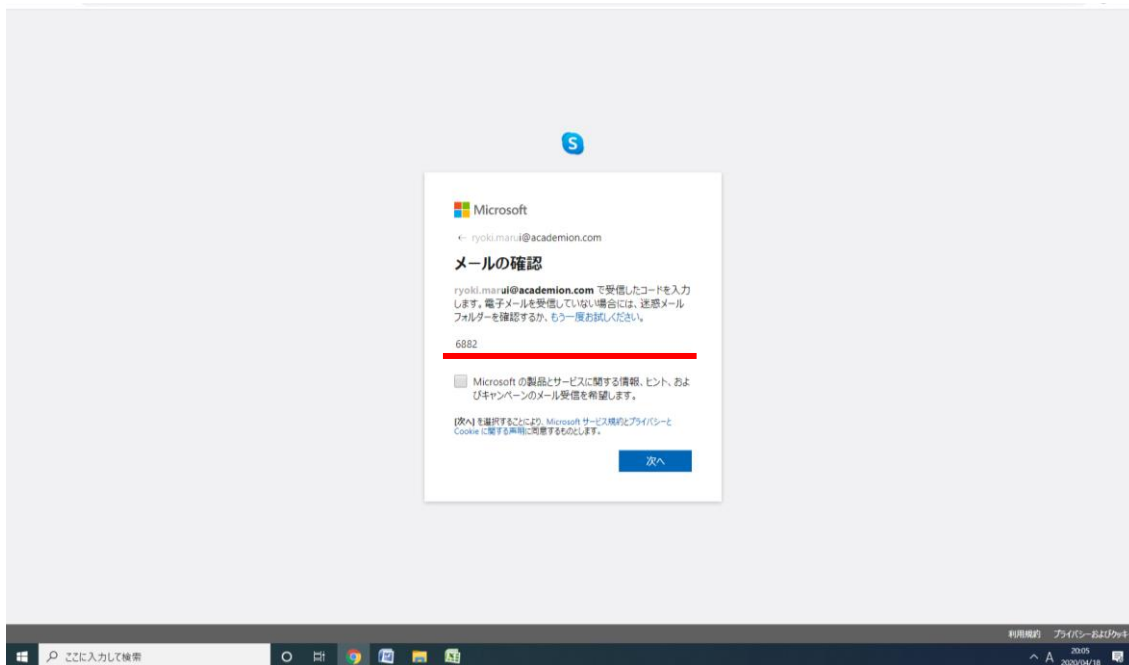 S
Microsoft
← ryoki.marui@academion.com
メールの確認
ryoki.marui@academion.com で受信したコードを入力
します。電子メールを受信していない場合には、迷惑メール
フォルダーを確認するか、もう一度お試しください。
6882
Microsoft の製品とサービスに関する情報、ヒント、およ
びキャンペーンのメール受信を希望します。
[次へ] を選択することにより、Microsoft サービス規約とプライバシーと
Cookie に関する声明に同意するものとします。
次へ
利用規約 プライバシーおよびクッキ
ここに入力して検索
A
20:05
2020/04/18